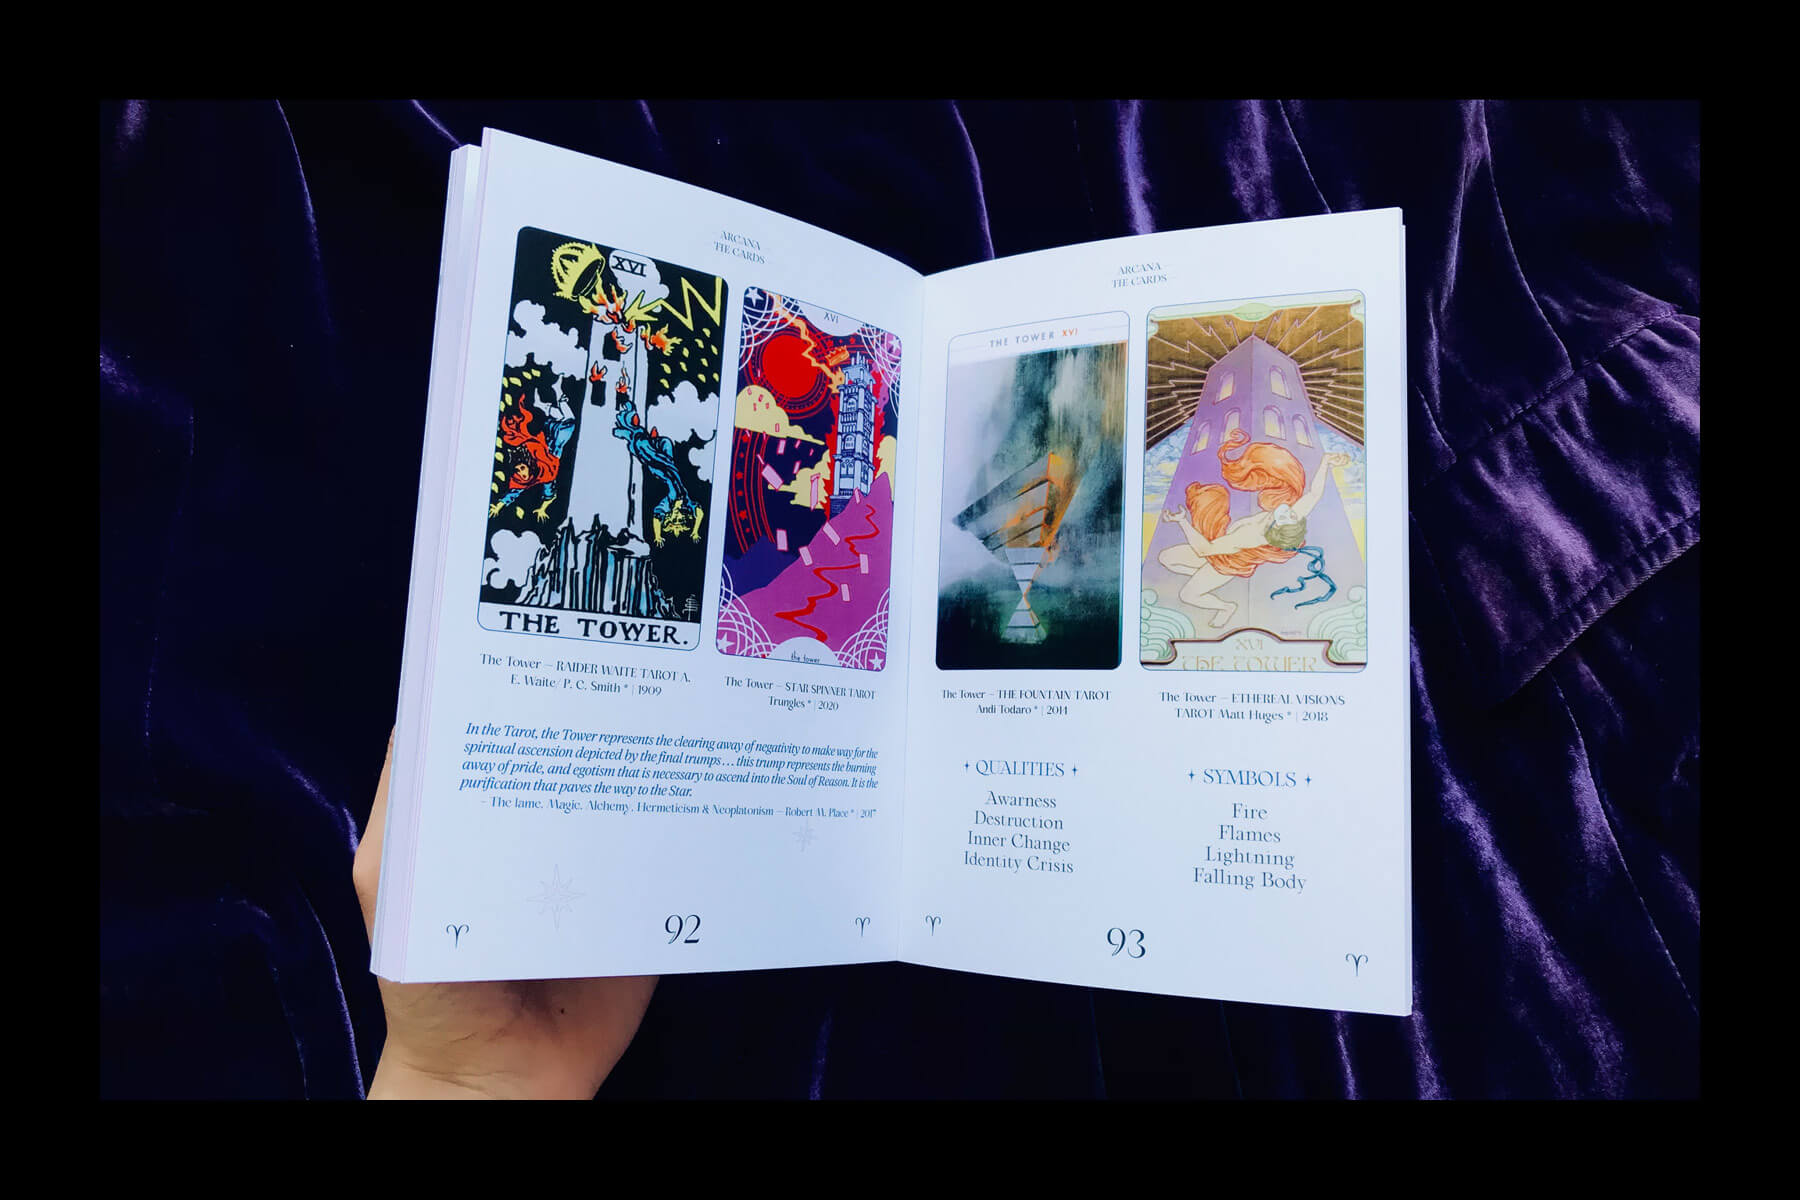 ARCANA
THE CARDS
XVI
THE TOWER.
XVI
the tower
The Tower — RAIDER WAITE TAROT A.
E. Waite/ P. C. Smith * | 1909
The Tower — STAR SPINNER TAROT
Trungles * | 2020
In the Tarot, the Tower represents the clearing away of negativity to make way for the
spiritual ascension depicted by the final trumps . . . this trump represents the burning
away of pride, and egotism that is necessary to ascend into the Soul of Reason. It is the
purification that paves the way to the Star.
– The fame. Magic, Alchemy, Hermeticism & Neoplatonism — Robert M. Place * | 2017
92
ARCANA
THE CARDS
THE TOWER XVI
XVI
THE TOWER
The Tower — THE FOUNTAIN TAROT
Andi Todaro * | 2014
The Tower — ETHEREAL VISIONS
TAROT Matt Huges * | 2018
QUALITIES
Awarness
Destruction
Inner Change
Identity Crisis
SYMBOLS
Fire
Flames
Lightning
Falling Body
93